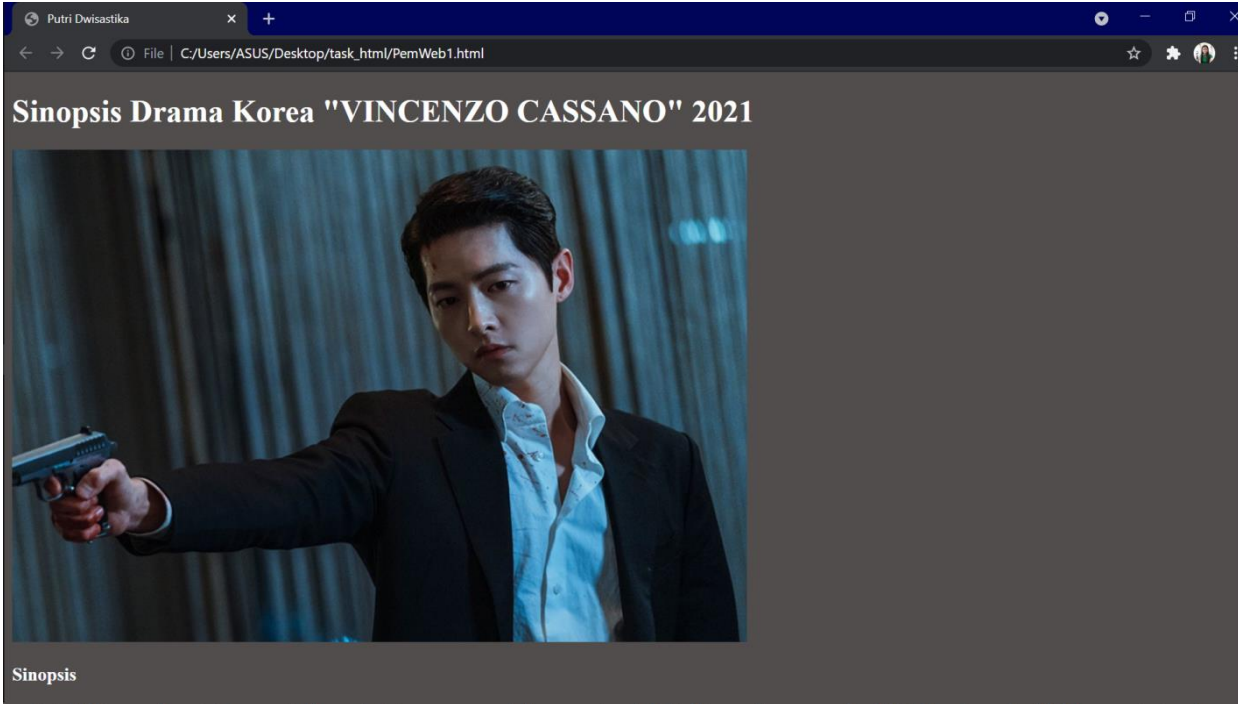 Putri Dwisastika
File | C:/Users/ASUS/Desktop/task_html/PemWeb1.html
Sinopsis Drama Korea "VINCENZO CASSANO" 2021
Sinopsis